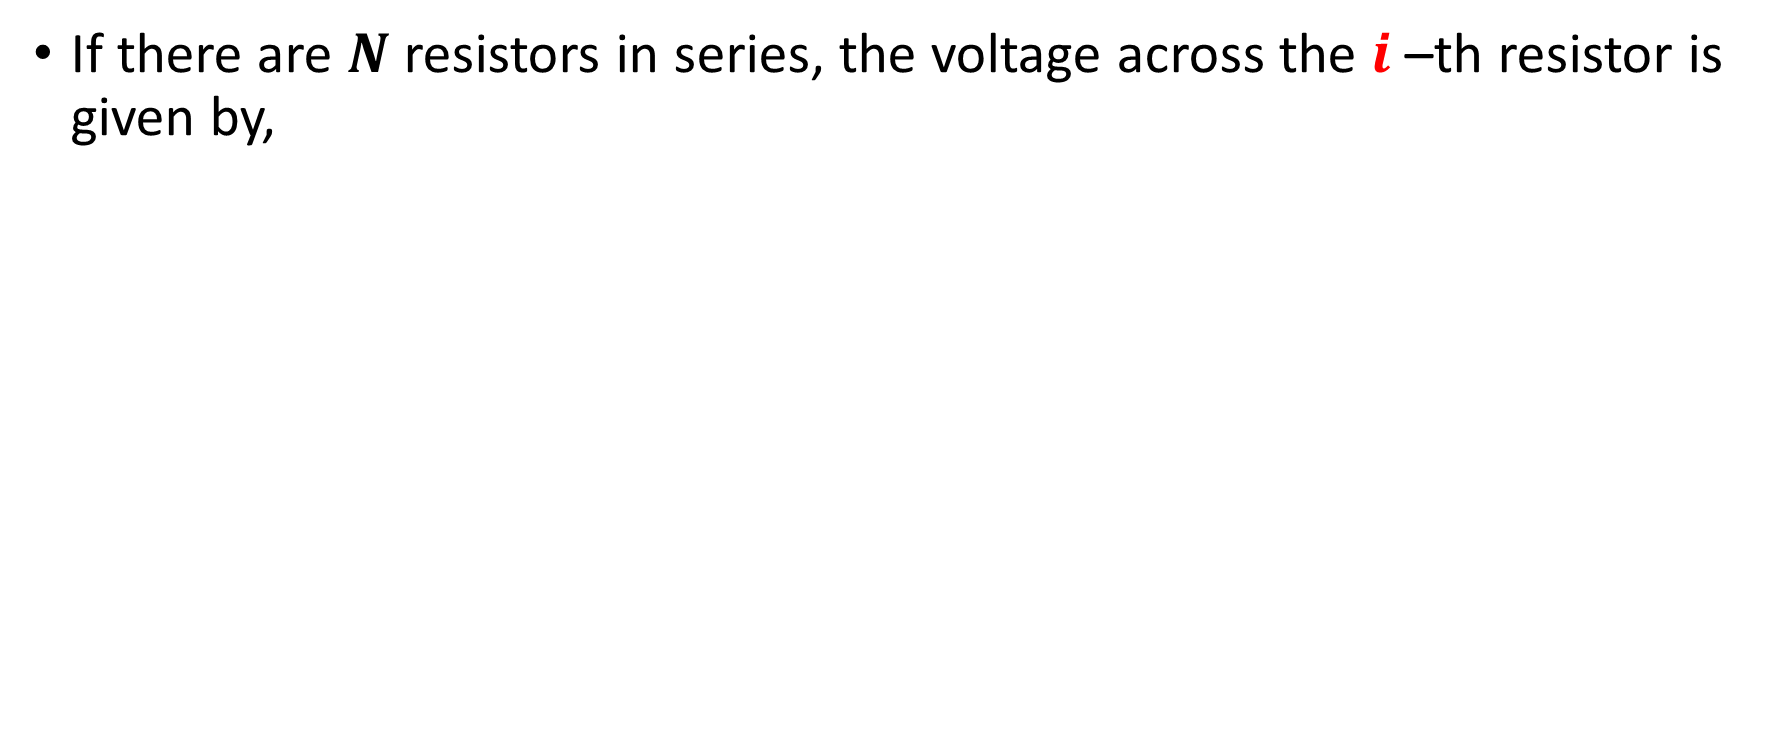 • If there are N resistors in series, the voltage across the i –th resistor is
given by,